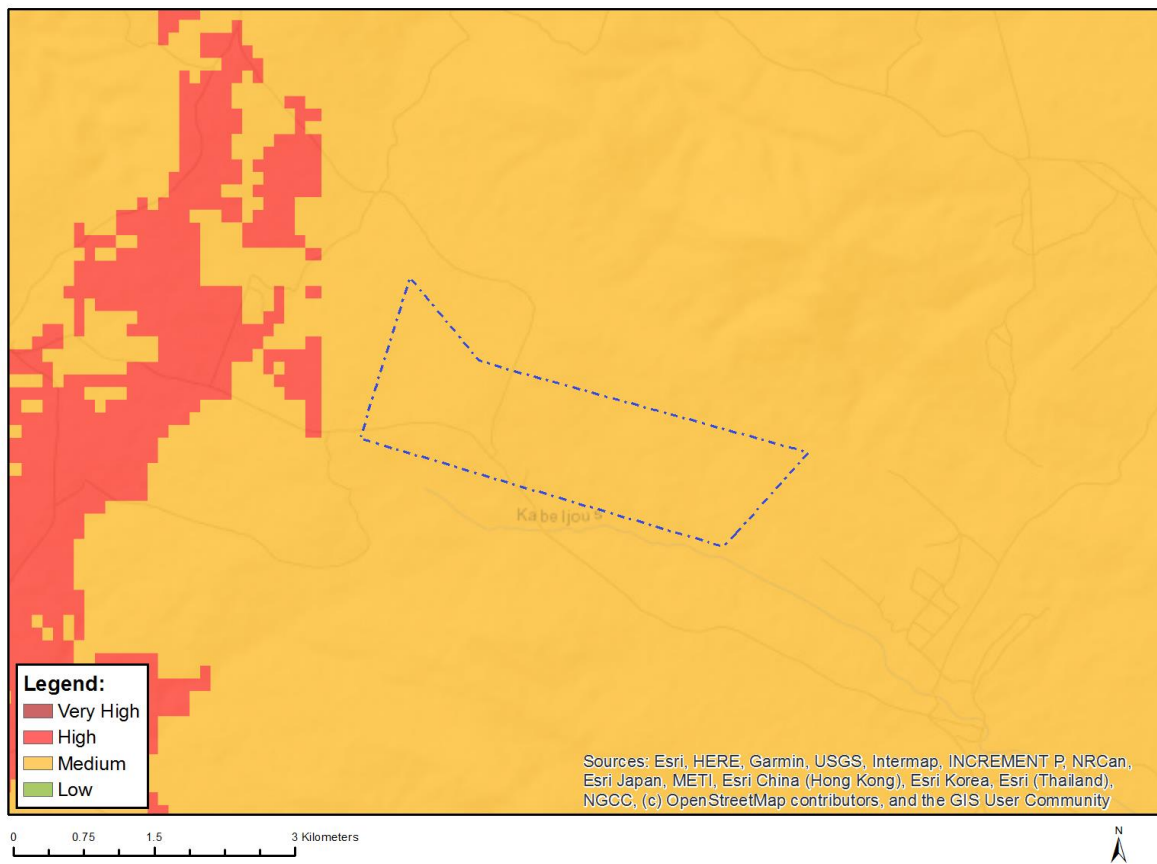 Kabeljous
Legend:
Very High
High
Medium
Low
Sources: Esri, HERE, Garmin, USGS, Intermap, INCREMENT P, NRCan,
Esri Japan, METI, Esri China (Hong Kong), Esri Korea, Esri (Thailand),
NGCC, (c) OpenStreetMap contributors, and the GIS User Community
0 0.75 1.5 3 Kilometers
N